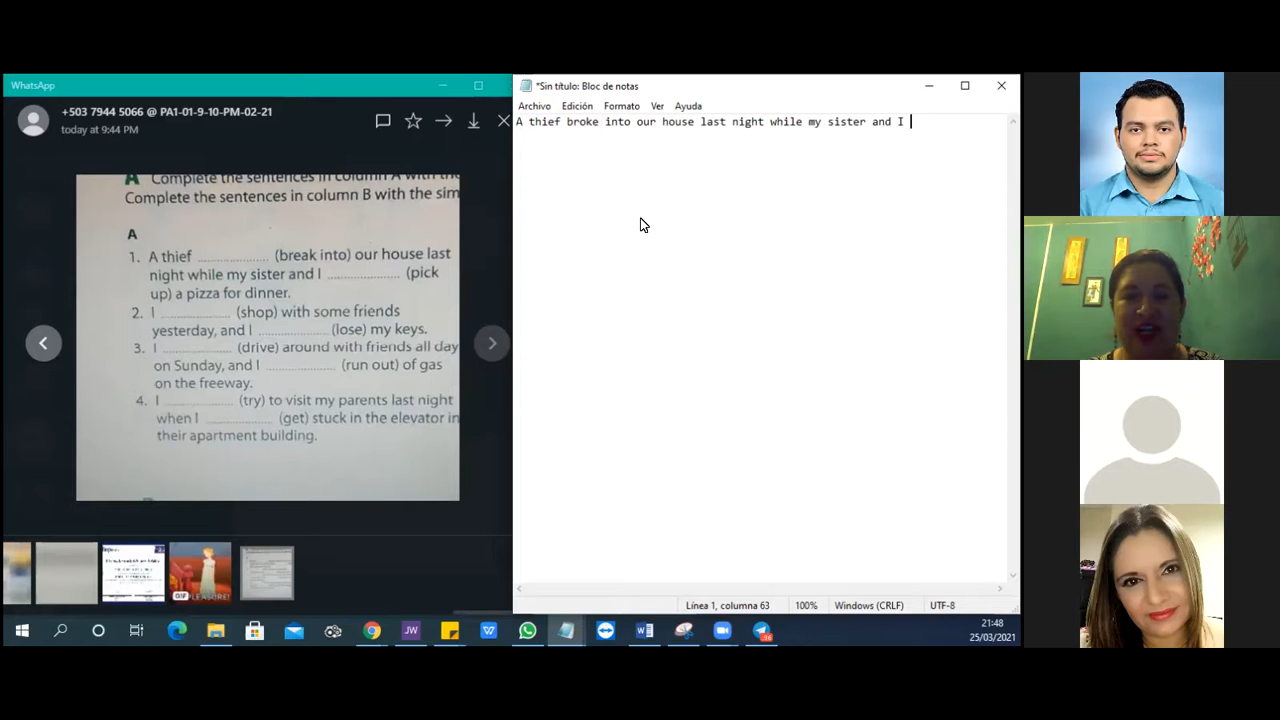 WhatsApp
+503 7944 5066 @ PA1-01-9-10-PM-02-21
today at 9:44 PM
Complete the sentences in column B with the sim
A
1. A thief .................... (break into) our house last
night while my sister and I .................... (pick
up) a pizza for dinner.
2. I .................... (shop) with some friends
yesterday, and I .................... (lose) my keys.
3. I .................... (drive) around with friends all day
on Sunday, and I .................... (run out) of gas
on the freeway.
4. I .................... (try) to visit my parents last night
when I .................... (get) stuck in the elevator in
their apartment building.
GIF
*Sin título: Bloc de notas
Archivo Edición Formato Ver Ayuda
A thief broke into our house last night while my sister and I
Línea 1, columna 63 100% Windows (CRLF) UTF-8
JW
21:48
25/03/2021